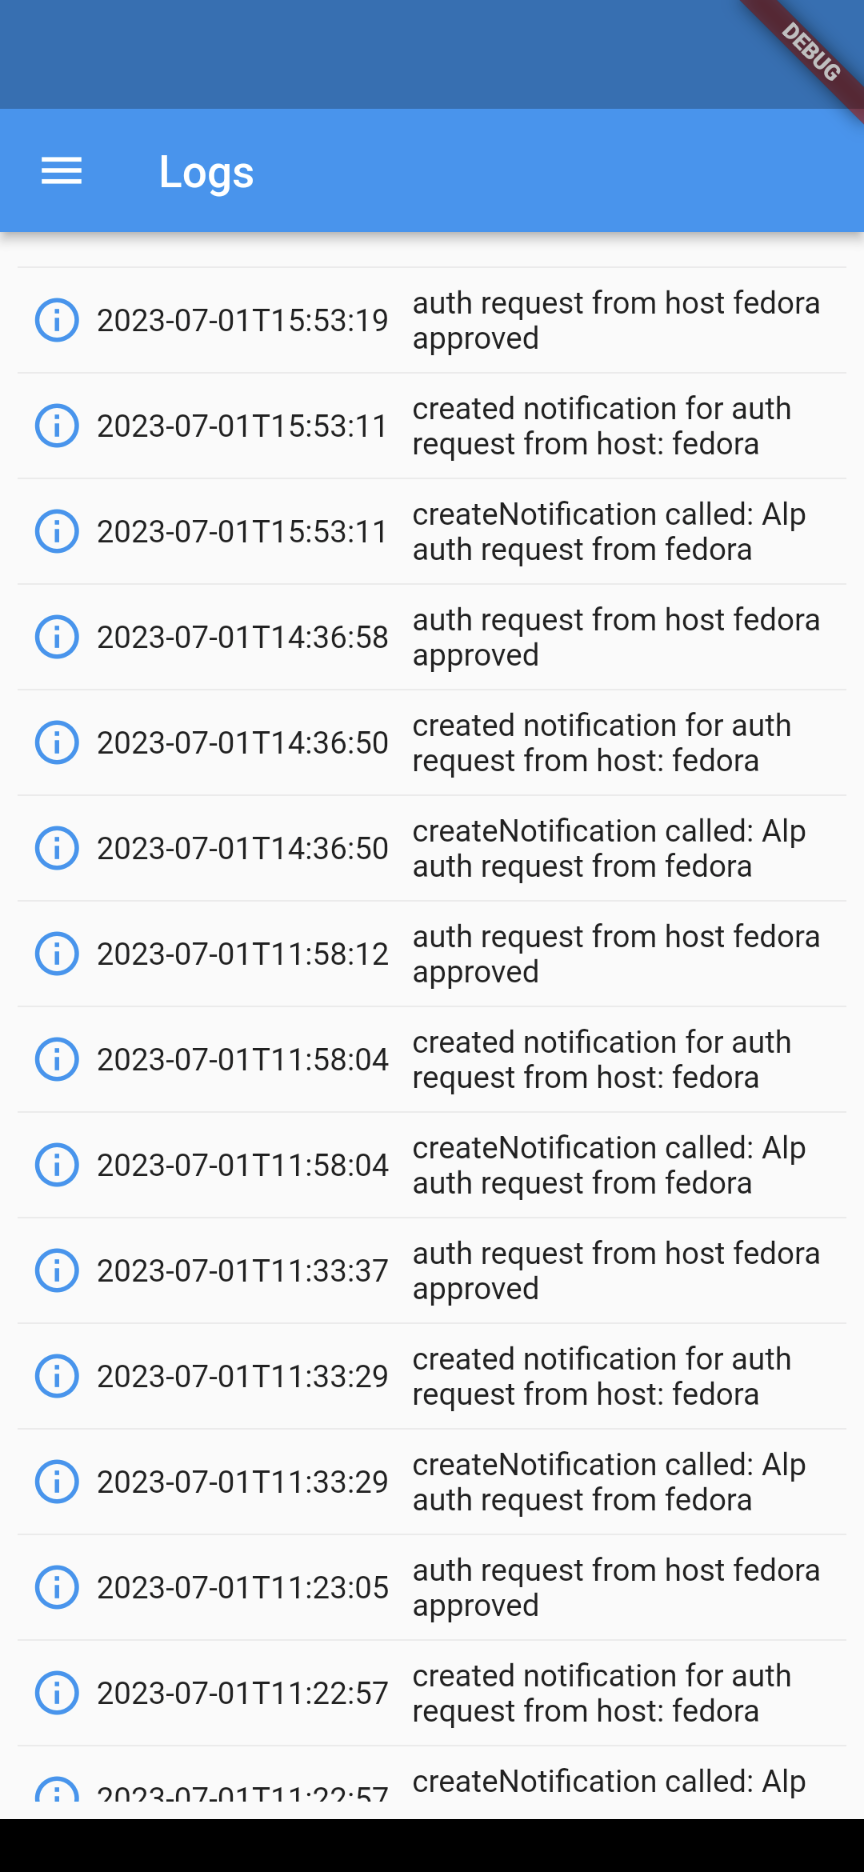 DEBUG
Logs
2023-07-01T15:53:19
auth request from host fedora
approved
2023-07-01T15:53:11
created notification for auth
request from host: fedora
2023-07-01T15:53:11
createNotification called: Alp
auth request from fedora
2023-07-01T14:36:58
auth request from host fedora
approved
2023-07-01T14:36:50
created notification for auth
request from host: fedora
2023-07-01T14:36:50
createNotification called: Alp
auth request from fedora
2023-07-01T11:58:12
auth request from host fedora
approved
2023-07-01T11:58:04
created notification for auth
request from host: fedora
2023-07-01T11:58:04
createNotification called: Alp
auth request from fedora
2023-07-01T11:33:37
auth request from host fedora
approved
2023-07-01T11:33:29
created notification for auth
request from host: fedora
2023-07-01T11:33:29
createNotification called: Alp
auth request from fedora
2023-07-01T11:23:05
auth request from host fedora
approved
2023-07-01T11:22:57
created notification for auth
request from host: fedora
2023-07-01T11:22:57
createNotification called: Alp